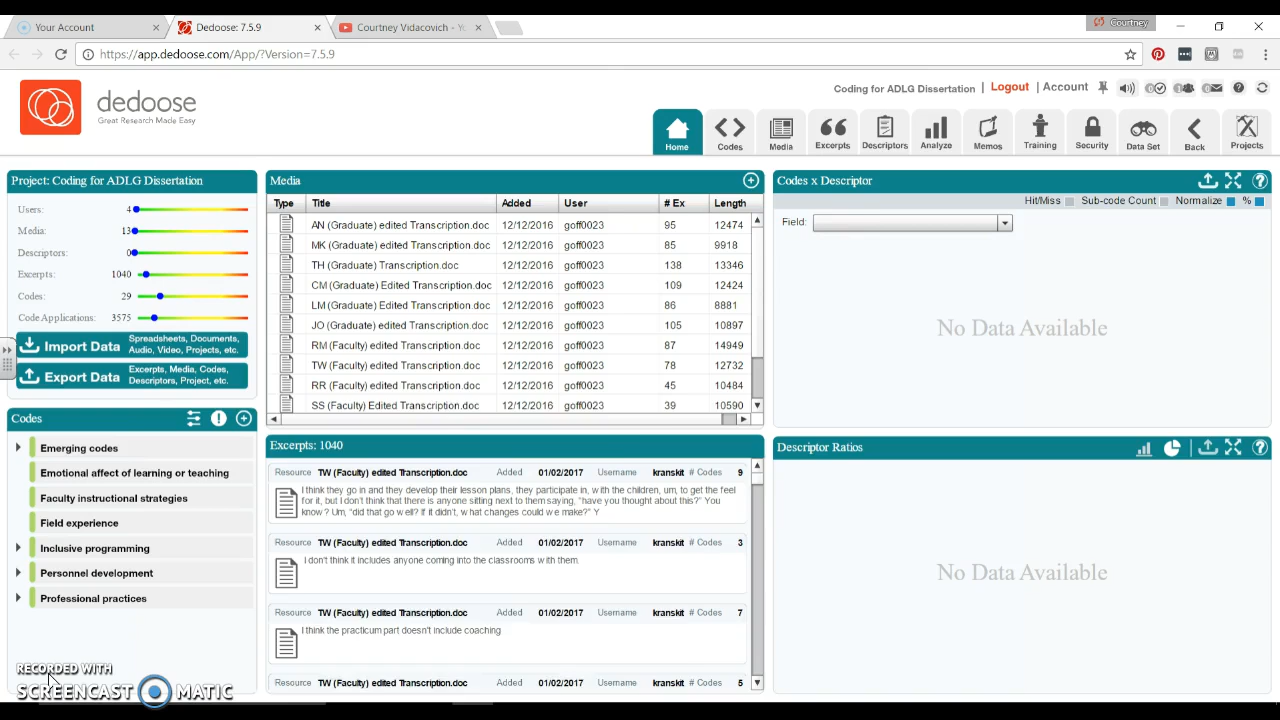 Your Account
Dedoose: 7.5.9
Courtney Vidacovich - Yo
Courtney
https://app.dedoose.com/App/?Version=7.5.9
dedoose
Great Research Made Easy
Coding for ADLG Dissertation | Logout | Account
Home
Codes
Media
Excerpts
Descriptors
Analyze
Memos
Training
Security
Data Set
Back
Projects
Project: Coding for ADLG Dissertation
Users: 4
Media: 13
Descriptors: 0
Excerpts: 1040
Codes: 29
Code Applications: 3575
Import Data Spreadsheets, Documents,
Audio, Video, Projects, etc.
Export Data Excerpts, Media, Codes,
Descriptors, Project, etc.
Codes
Emerging codes
Emotional affect of learning or teaching
Faculty instructional strategies
Field experience
Inclusive programming
Personnel development
Professional practices
RECORDED WITH
SCREENCAST MATIC
Media
Type Title Added User # Ex Length
AN (Graduate) edited Transcription.doc 12/12/2016 goff0023 95 12474
MK (Graduate) edited Transcription.doc 12/12/2016 goff0023 85 9918
TH (Graduate) Transcription.doc 12/12/2016 goff0023 138 13346
CM (Graduate) Edited Transcription.doc 12/12/2016 goff0023 109 12424
LM (Graduate) edited Transcription.doc 12/12/2016 goff0023 86 8881
JO (Graduate) edited Transcription.doc 12/12/2016 goff0023 105 10897
RM (Faculty) edited Transcription.doc 12/12/2016 goff0023 87 14949
TW (Faculty) edited Transcription.doc 12/12/2016 goff0023 78 12732
RR (Faculty) edited Transcription.doc 12/12/2016 goff0023 45 10484
SS (Faculty) Edited Transcription.doc 12/12/2016 goff0023 39 10590
Excerpts: 1040
Resource TW (Faculty) edited Transcription.doc Added 01/02/2017 Username kranskit # Codes 9
I think they go in and they develop their lesson plans, they participate in, with the children, um, to get the feel
for it, but I don't think that there is anyone sitting next to them saying, "have you thought about this?" You
know? Um, "did that go well? If it didn't, what changes could we make?" Y
Resource TW (Faculty) edited Transcription.doc Added 01/02/2017 Username kranskit # Codes 3
I don't think it includes anyone coming into the classrooms with them.
Resource TW (Faculty) edited Transcription.doc Added 01/02/2017 Username kranskit # Codes 7
I think the practicum part doesn't include coaching
Resource TW (Faculty) edited Transcription.doc Added 01/02/2017 Username kranskit # Codes 5
Codes x Descriptor
Hit/Miss Sub-code Count Normalize %
Field:
No Data Available
Descriptor Ratios
No Data Available